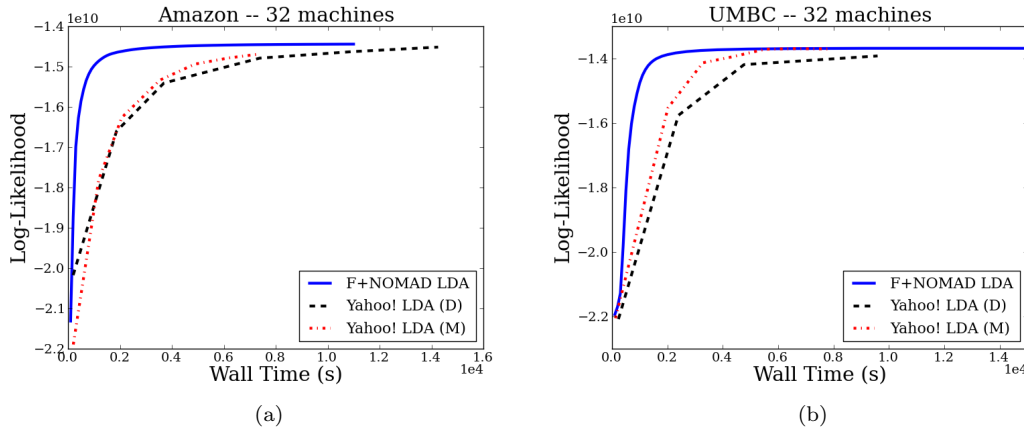 Amazon -- 32 machines
1e10
−1.4
−1.5
−1.6
−1.7
−1.8
−1.9
−2.0
−2.1
−2.2
Log-Likelihood
F+NOMAD LDA
Yahoo! LDA (D)
Yahoo! LDA (M)
0.0 0.2 0.4 0.6 0.8 1.0 1.2 1.4 1.6
1e4
Wall Time (s)
(a)
UMBC -- 32 machines
1e10
−1.4
−1.6
−1.8
−2.0
−2.2
Log-Likelihood
F+NOMAD LDA
Yahoo! LDA (D)
Yahoo! LDA (M)
0.0 0.2 0.4 0.6 0.8 1.0 1.2 1.4
1e4
Wall Time (s)
(b)